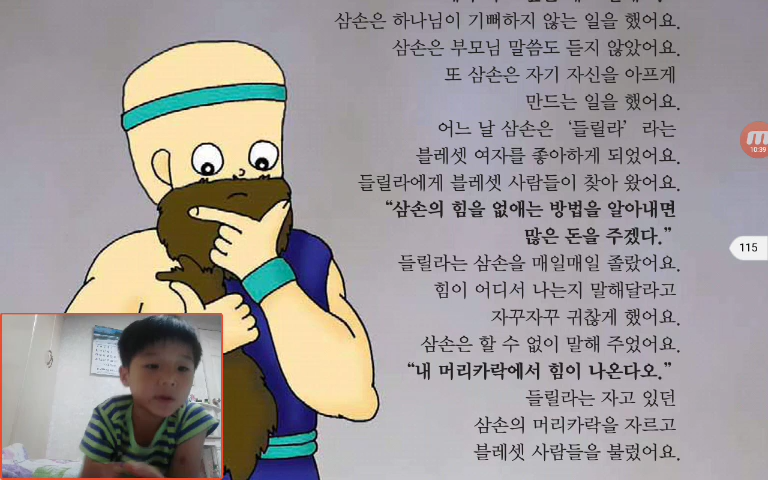 삼손은 하나님이 기뻐하지 않는 일을 했어요.
삼손은 부모님 말씀도 듣지 않았어요.
또 삼손은 자기 자신을 아프게
만드는 일을 했어요.
어느 날 삼손은 ‘들릴라’ 라는
블레셋 여자를 좋아하게 되었어요.
들릴라에게 블레셋 사람들이 찾아 왔어요.
“삼손의 힘을 없애는 방법을 알아내면
많은 돈을 주겠다.”
들릴라는 삼손을 매일매일 졸랐어요.
힘이 어디서 나는지 말해달라고
자꾸자꾸 귀찮게 했어요.
삼손은 할 수 없이 말해 주었어요.
“내 머리카락에서 힘이 나온다오.”
들릴라는 자고 있던
삼손의 머리카락을 자르고
블레셋 사람들을 불렀어요.
10:39
115